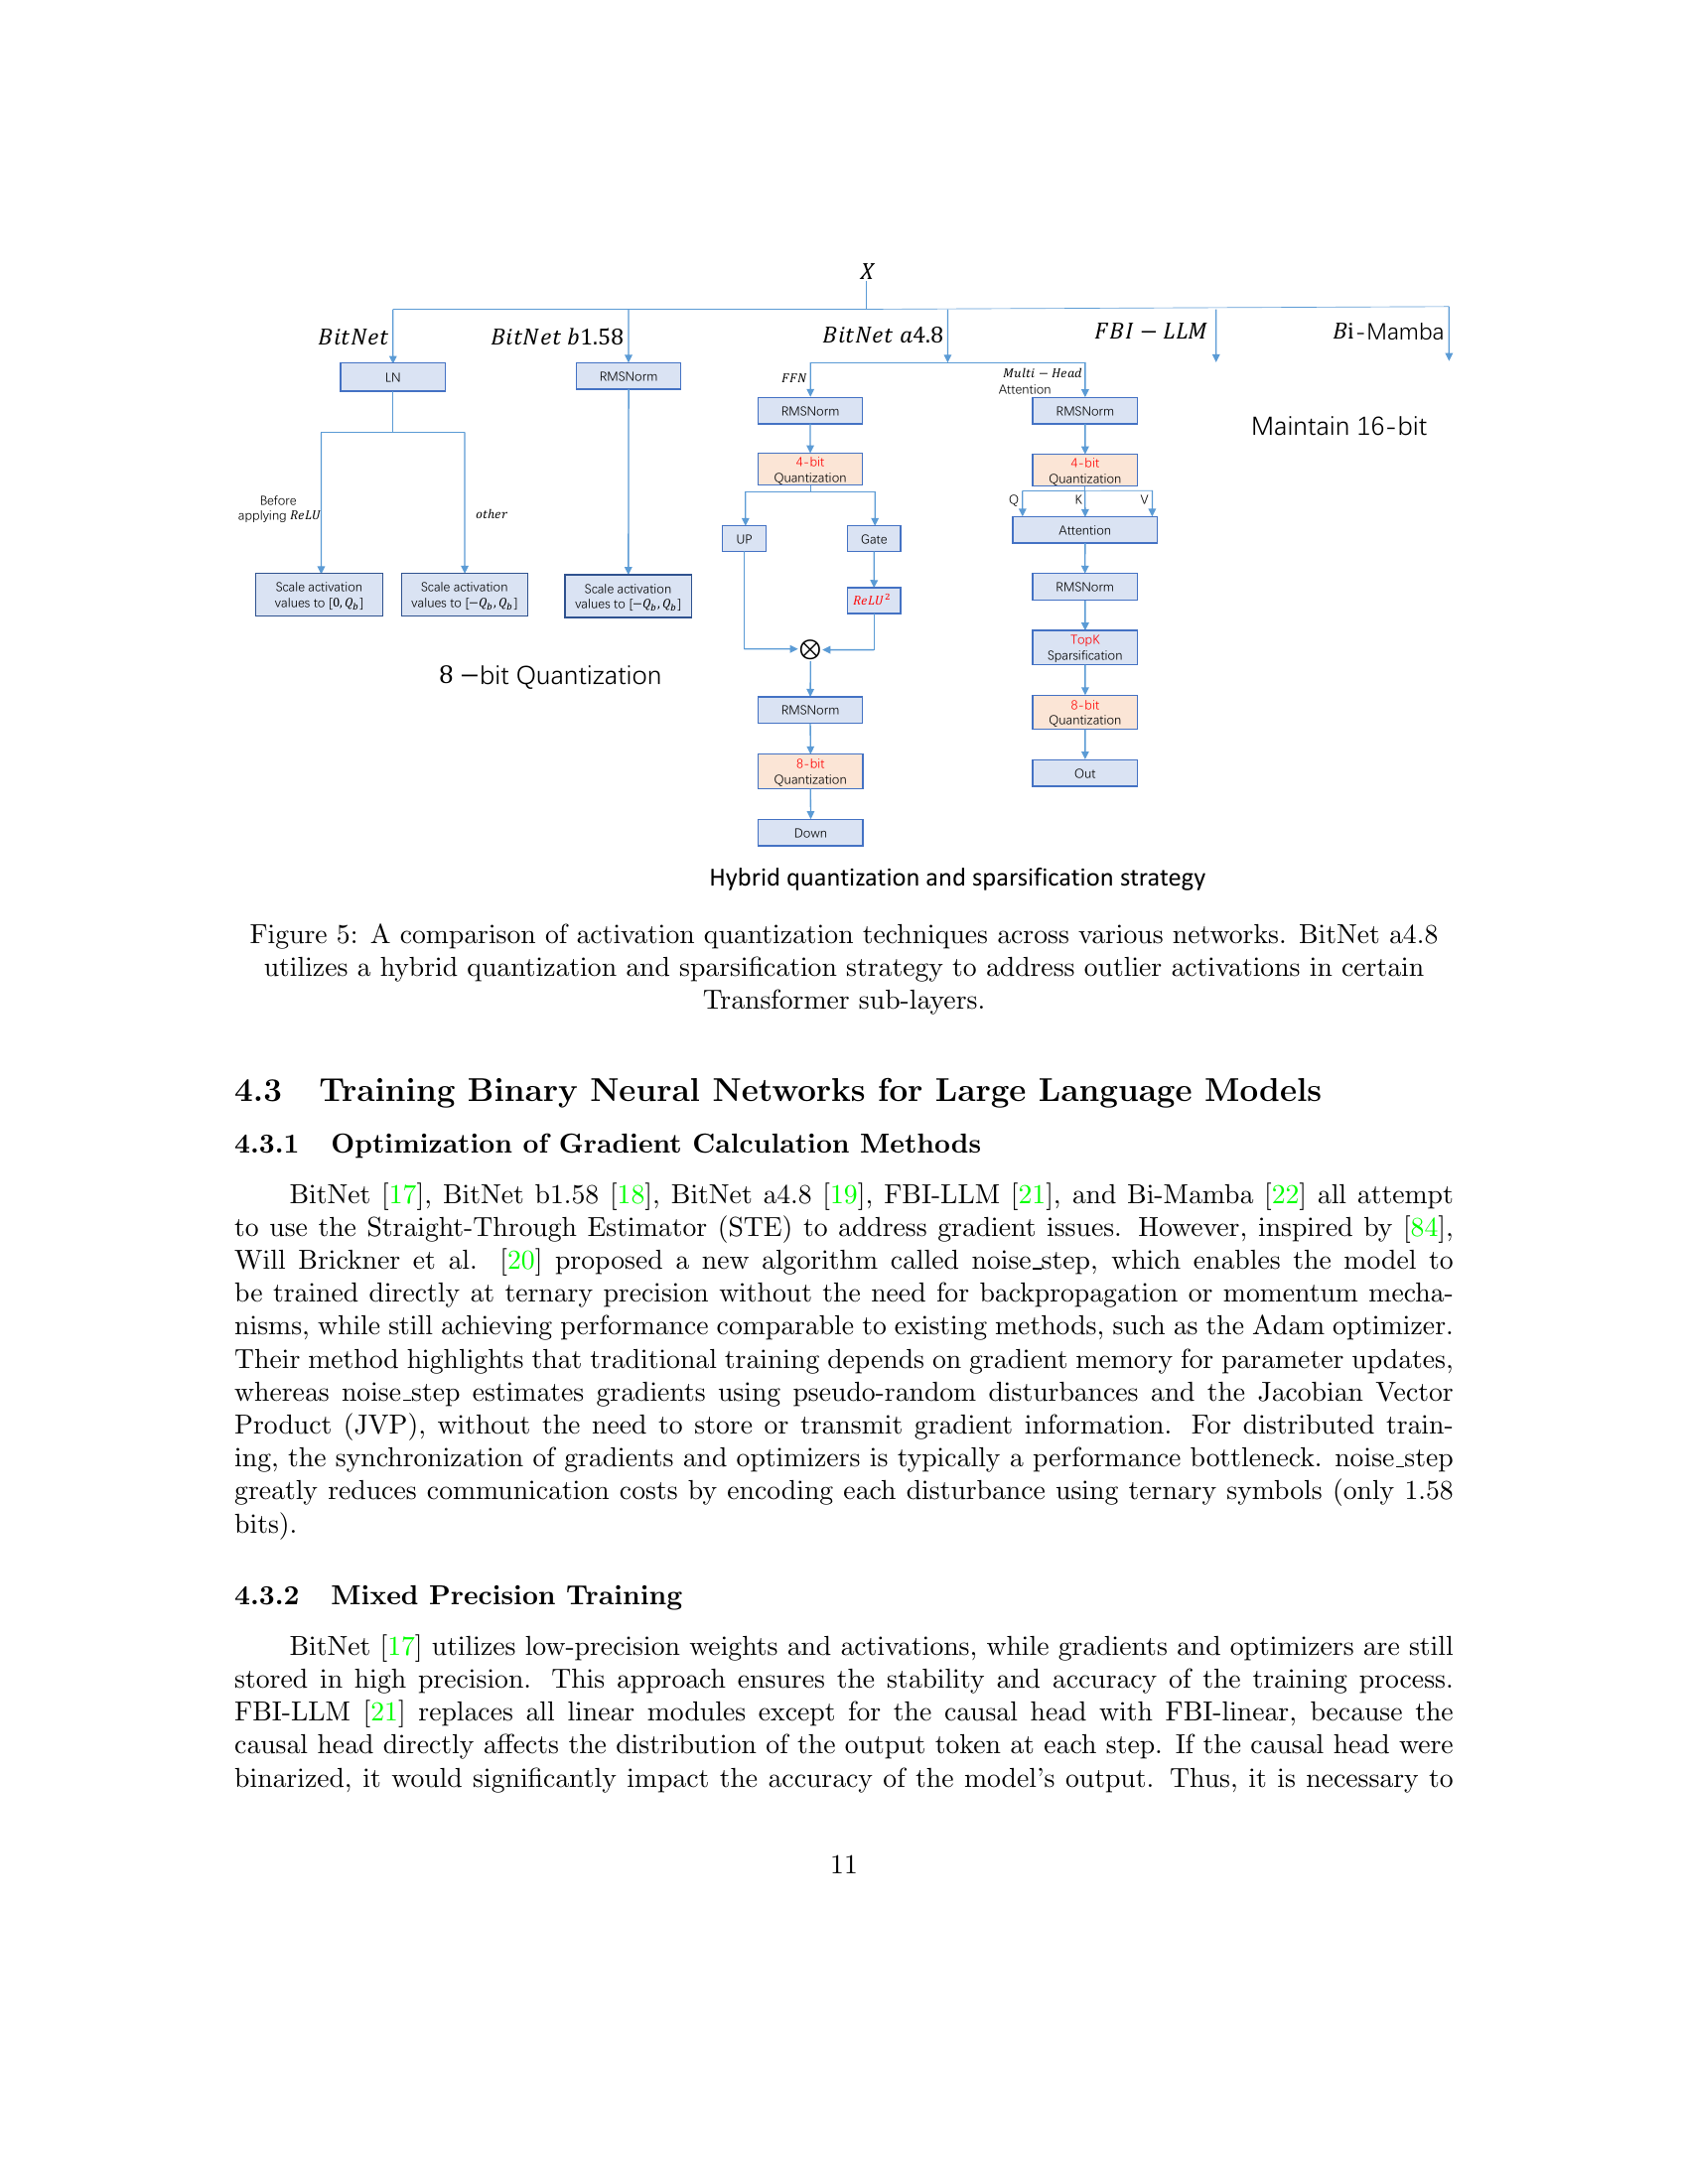 X
BitNet
BitNet b1.58
BitNet a4.8
FBI − LLM
Bi-Mamba
LN
Before
applying ReLU
other
Scale activation
values to [0, Q_b]
Scale activation
values to [−Q_b, Q_b]
RMSNorm
Scale activation
values to [−Q_b, Q_b]
8 −bit Quantization
FFN
RMSNorm
4-bit
Quantization
UP
Gate
ReLU²
⊗
RMSNorm
8-bit
Quantization
Down
Multi − Head
Attention
RMSNorm
4-bit
Quantization
Q K V
Attention
RMSNorm
TopK
Sparsification
8-bit
Quantization
Out
Maintain 16-bit
Hybrid quantization and sparsification strategy
Figure 5: A comparison of activation quantization techniques across various networks. BitNet a4.8
utilizes a hybrid quantization and sparsification strategy to address outlier activations in certain
Transformer sub-layers.
4.3 Training Binary Neural Networks for Large Language Models
4.3.1 Optimization of Gradient Calculation Methods
BitNet [17], BitNet b1.58 [18], BitNet a4.8 [19], FBI-LLM [21], and Bi-Mamba [22] all attempt
to use the Straight-Through Estimator (STE) to address gradient issues. However, inspired by [84],
Will Brickner et al. [20] proposed a new algorithm called noise_step, which enables the model to
be trained directly at ternary precision without the need for backpropagation or momentum mecha-
nisms, while still achieving performance comparable to existing methods, such as the Adam optimizer.
Their method highlights that traditional training depends on gradient memory for parameter updates,
whereas noise_step estimates gradients using pseudo-random disturbances and the Jacobian Vector
Product (JVP), without the need to store or transmit gradient information. For distributed train-
ing, the synchronization of gradients and optimizers is typically a performance bottleneck. noise_step
greatly reduces communication costs by encoding each disturbance using ternary symbols (only 1.58
bits).
4.3.2 Mixed Precision Training
BitNet [17] utilizes low-precision weights and activations, while gradients and optimizers are still
stored in high precision. This approach ensures the stability and accuracy of the training process.
FBI-LLM [21] replaces all linear modules except for the causal head with FBI-linear, because the
causal head directly affects the distribution of the output token at each step. If the causal head were
binarized, it would significantly impact the accuracy of the model's output. Thus, it is necessary to
11